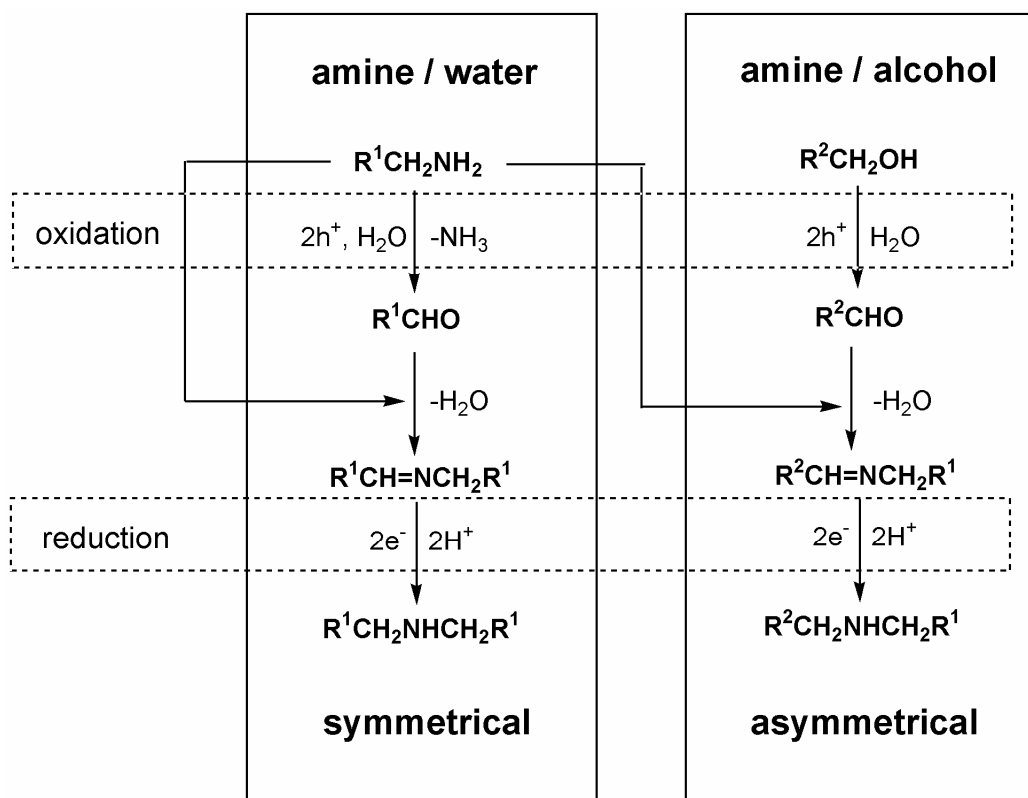 amine / water
amine / alcohol
R¹CH₂NH₂
R²CH₂OH
oxidation
2h⁺, H₂O -NH₃
2h⁺ H₂O
R¹CHO
R²CHO
-H₂O
-H₂O
R¹CH=NCH₂R¹
R²CH=NCH₂R¹
reduction
2e⁻ 2H⁺
2e⁻ 2H⁺
R¹CH₂NHCH₂R¹
R²CH₂NHCH₂R¹
symmetrical
asymmetrical